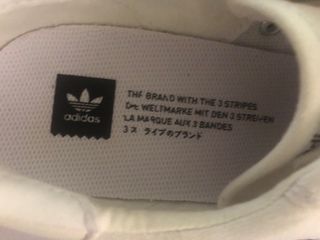 adidas
THE BRAND WITH THE 3 STRIPES
DIE WELTMARKE MIT DEN 3 STREIFEN
LA MARQUE AUX 3 BANDES
3 ストライプのブランド